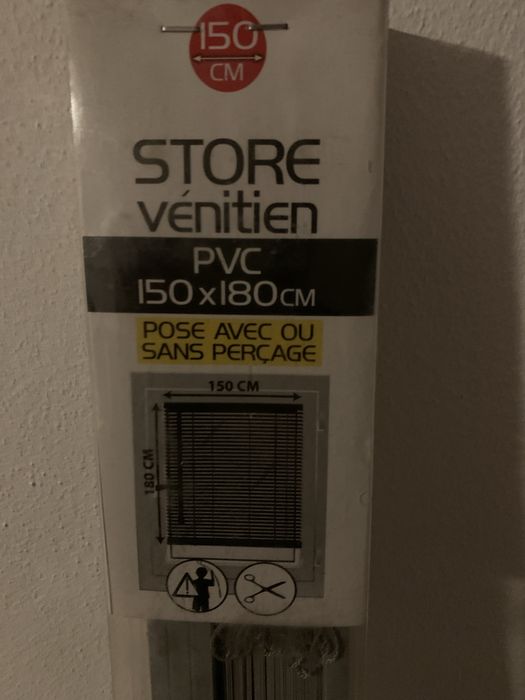 150
CM
STORE
vénitien
PVC
150x180CM
POSE AVEC OU
SANS PERÇAGE
150 CM
180 CM